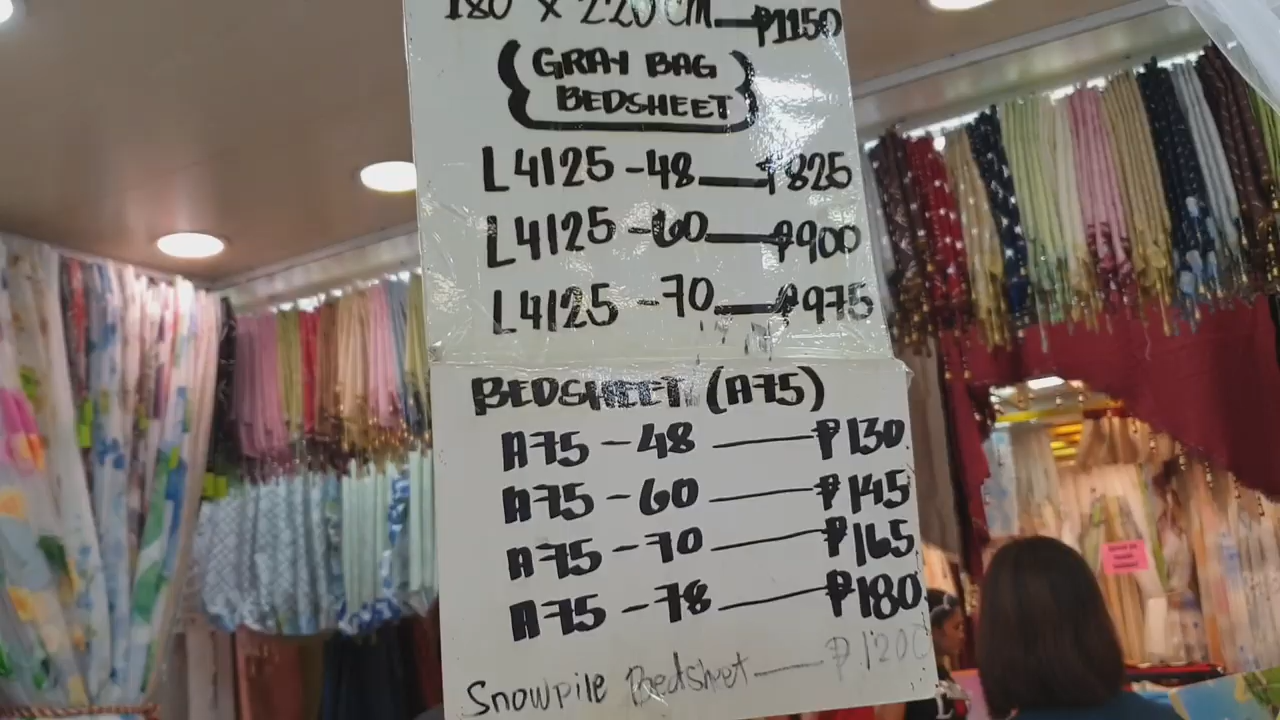 180 x 220 cm — ₱1150
{GRAY BAG
BEDSHEET}
L4125 - 48 — ₱825
L4125 - 60 — ₱900
L4125 - 70 — ₱975
BEDSHEET (A75)
A75 - 48 — ₱130
A75 - 60 — ₱145
A75 - 70 — ₱165
A75 - 78 — ₱180
Snowpile Bedsheet — ₱1200